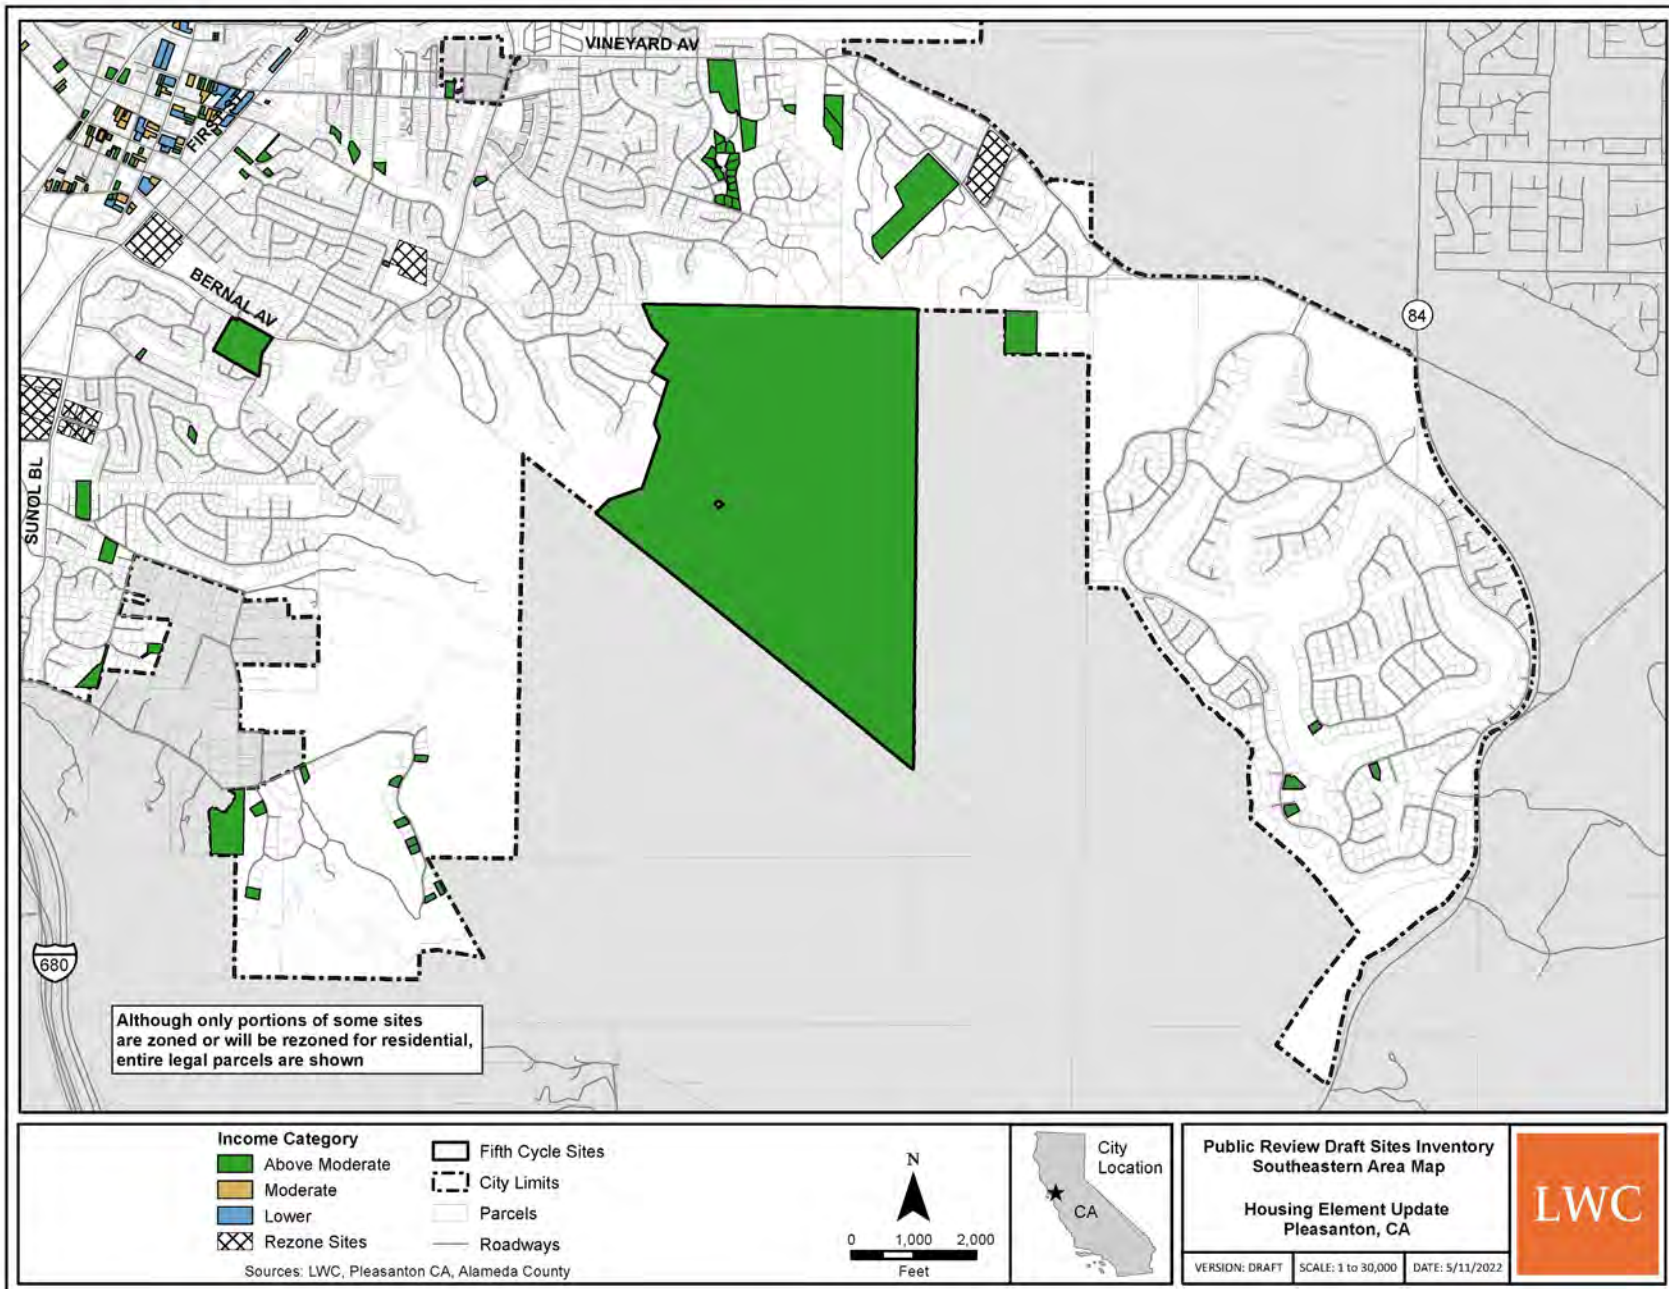 VINEYARD AV
FIRST ST
BERNAL AV
84
SUNOL BL
680
Although only portions of some sites
are zoned or will be rezoned for residential,
entire legal parcels are shown
Income Category
Above Moderate
Moderate
Lower
Rezone Sites
Fifth Cycle Sites
City Limits
Parcels
Roadways
Sources: LWC, Pleasanton CA, Alameda County
N
0 1,000 2,000
Feet
City
Location
CA
Public Review Draft Sites Inventory
Southeastern Area Map
Housing Element Update
Pleasanton, CA
VERSION: DRAFT
SCALE: 1 to 30,000
DATE: 5/11/2022
LWC